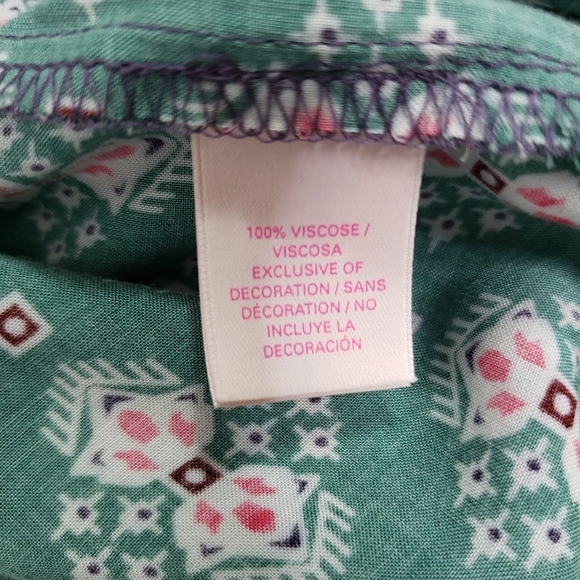 100% VISCOSE /
VISCOSA
EXCLUSIVE OF
DECORATION / SANS
DÉCORATION / NO
INCLUYE LA
DECORACIÓN